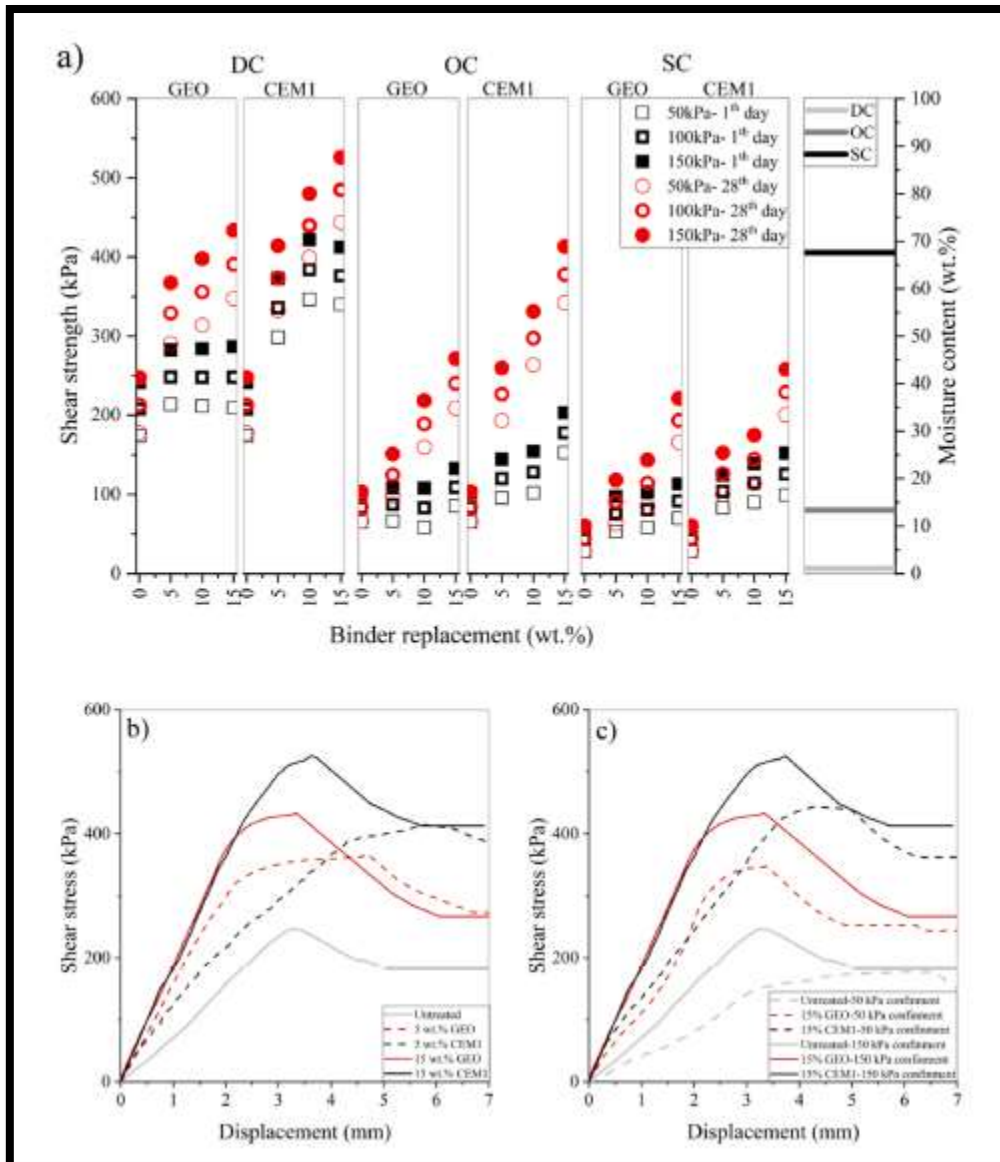 a)
DC OC SC
GEO CEM1 GEO CEM1 GEO CEM1
600
500
400
300
200
100
0
Shear strength (kPa)
50kPa- 1th day
100kPa- 1th day
150kPa- 1th day
50kPa- 28th day
100kPa- 28th day
150kPa- 28th day
DC
OC
SC
100
90
80
70
60
50
40
30
20
10
0
Moisture content (wt.%)
0 5 10 15 0 5 10 15 0 5 10 15 0 5 10 15 0 5 10 15 0 5 10 15
Binder replacement (wt.%)
b)
600
400
200
0
Shear stress (kPa)
Untreated
5 wt.% GEO
5 wt.% CEM1
15 wt.% GEO
15 wt.% CEM1
0 1 2 3 4 5 6 7
Displacement (mm)
c)
600
400
200
0
Shear stress (kPa)
Untreated-50 kPa confinment
15% GEO-50 kPa confinment
15% CEM1-50 kPa confinment
Untreated-150 kPa confinment
15% GEO-150 kPa confinment
15% CEM1-150 kPa confinment
0 1 2 3 4 5 6 7
Displacement (mm)